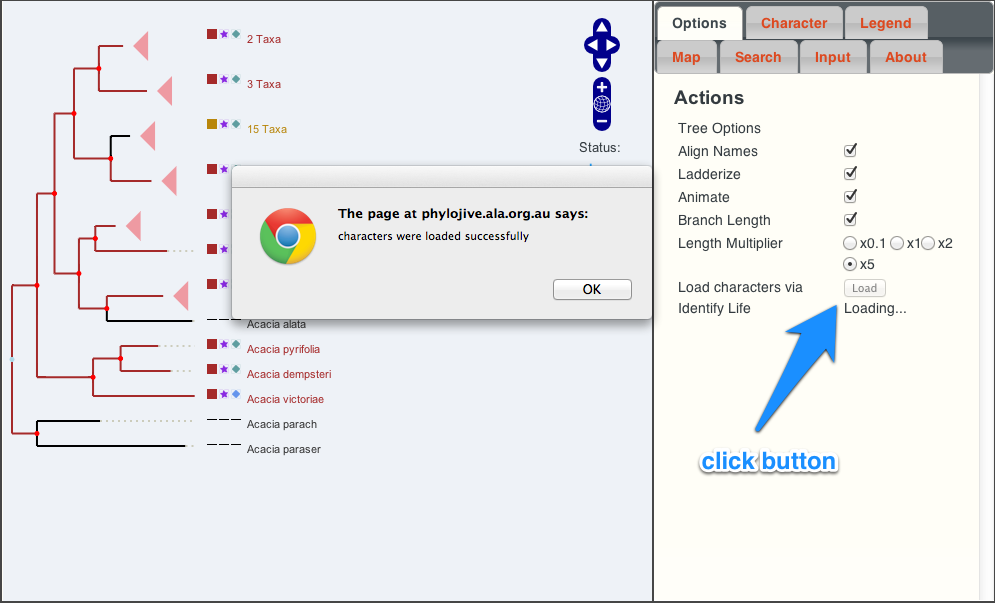 Options
Character
Legend
Map
Search
Input
About
2 Taxa
3 Taxa
15 Taxa
Acacia alata
Acacia pyrifolia
Acacia dempsteri
Acacia victoriae
Acacia parach
Acacia paraser
Status:
The page at phylojive.ala.org.au says:
characters were loaded successfully
OK
Actions
Tree Options
Align Names
Ladderize
Animate
Branch Length
Length Multiplier
x0.1 x1 x2
x5
Load characters via
Identify Life
Load
Loading...
click button